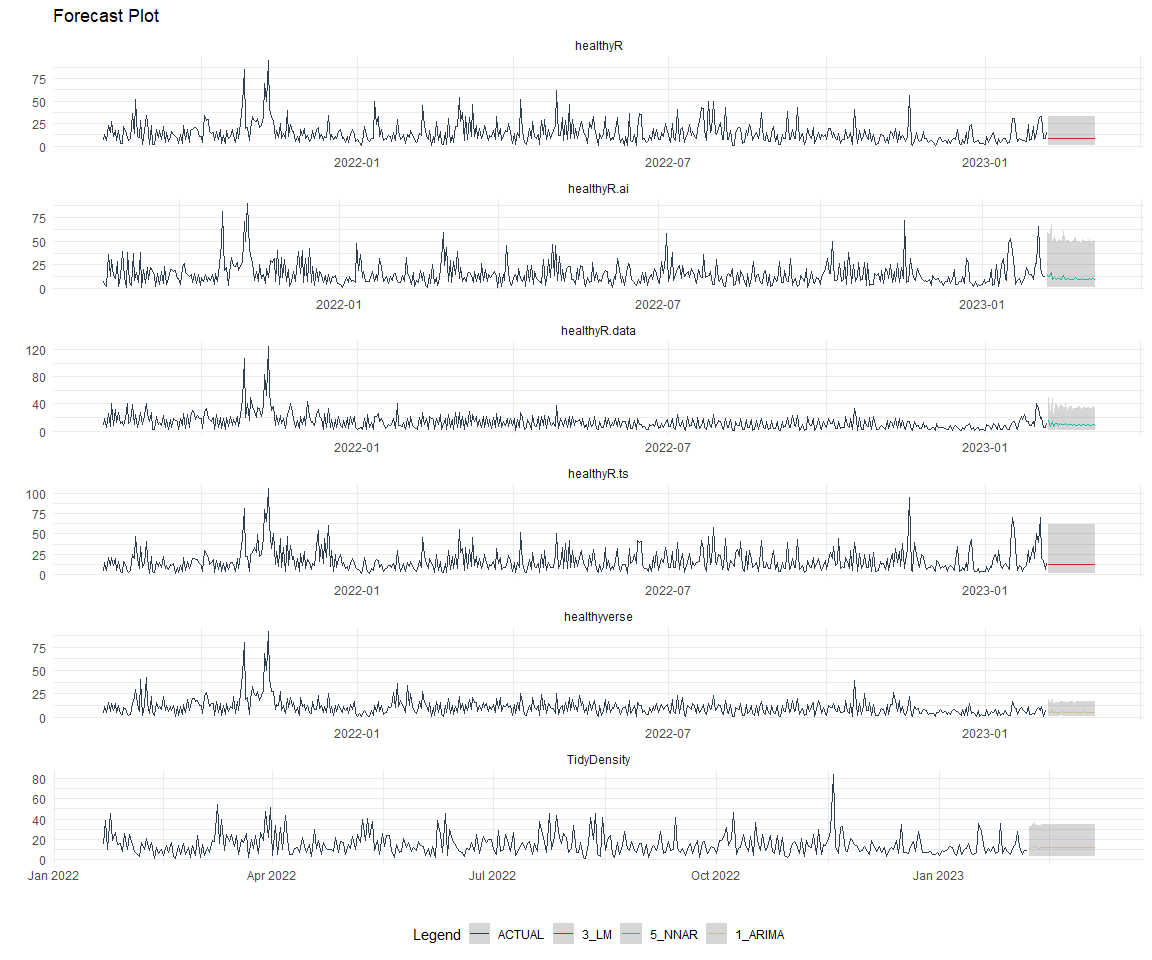 Forecast Plot
healthyR
75
50
25
0
2022-01 2022-07 2023-01
healthyR.ai
75
50
25
0
2022-01 2022-07 2023-01
healthyR.data
120
80
40
0
2022-01 2022-07 2023-01
healthyR.ts
100
75
50
25
0
2022-01 2022-07 2023-01
healthyverse
75
50
25
0
2022-01 2022-07 2023-01
TidyDensity
80
60
40
20
0
Jan 2022 Apr 2022 Jul 2022 Oct 2022 Jan 2023
Legend ACTUAL 3_LM 5_NNAR 1_ARIMA